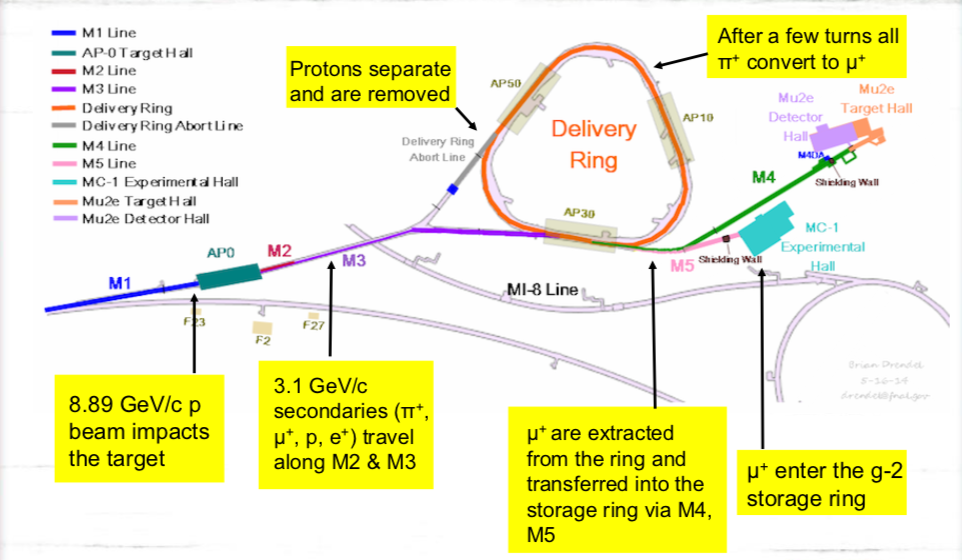 M1 Line
AP-0 Target Hall
M2 Line
M3 Line
Delivery Ring
Delivery Ring Abort Line
M4 Line
M5 Line
MC-1 Experimental Hall
Mu2e Target Hall
Mu2e Detector Hall
Protons separate
and are removed
After a few turns all
π⁺ convert to μ⁺
AP50
AP10
AP30
Delivery
Ring
Delivery Ring
Abort Line
Mu2e
Target Hall
Mu2e
Detector
Hall
M4DA
Shielding Wall
M4
MC-1
Experimental
Hall
Shielding Wall
M5
M1
AP0
M2
M3
MI-8 Line
F23
F2
F27
Brian Drendel
5-16-14
drendel@fnal.gov
8.89 GeV/c p
beam impacts
the target
3.1 GeV/c
secondaries (π⁺,
μ⁺, p, e⁺) travel
along M2 & M3
μ⁺ are extracted
from the ring and
transferred into the
storage ring via M4,
M5
μ⁺ enter the g-2
storage ring